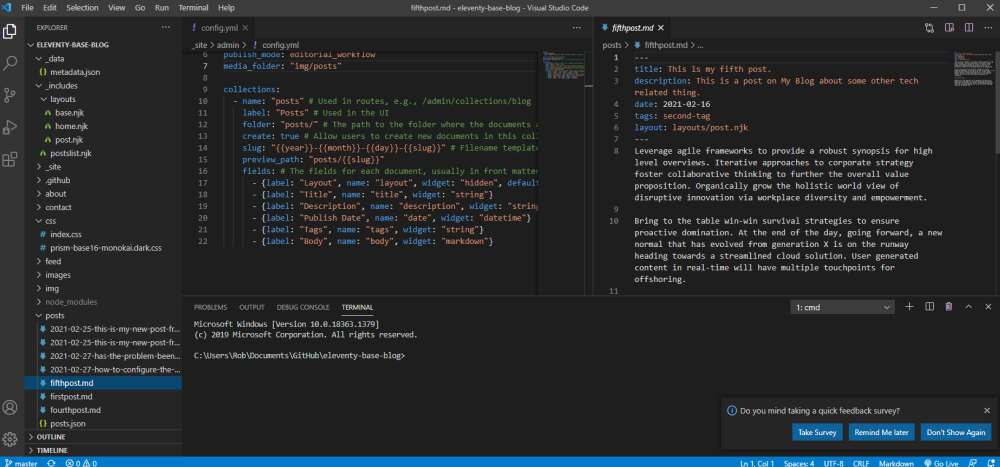 File Edit Selection View Go Run Terminal Help
fifthpost.md - eleventy-base-blog - Visual Studio Code
EXPLORER
ELEVENTY-BASE-BLOG
_data
metadata.json
_includes
layouts
base.njk
home.njk
post.njk
postslist.njk
_site
.github
about
contact
css
index.css
prism-base16-monokai.dark.css
feed
images
img
node_modules
posts
2021-02-25-this-is-my-new-post-fr...
2021-02-25-this-is-my-new-post-fr...
2021-02-27-has-the-problem-been...
2021-02-27-how-to-configure-the-...
fifthpost.md
firstpost.md
fourthpost.md
posts.json
OUTLINE
TIMELINE
config.yml
_site > admin > config.yml
6 publish_mode: editorial_workflow
7 media_folder: "img/posts"
8
9 collections:
10 - name: "posts" # Used in routes, e.g., /admin/collections/blog
11 label: "Posts" # Used in the UI
12 folder: "posts/" # The path to the folder where the documents a
13 create: true # Allow users to create new documents in this coll
14 slug: "{{year}}-{{month}}-{{day}}-{{slug}}" # Filename template
15 preview_path: "posts/{{slug}}"
16 fields: # The fields for each document, usually in front matter
17 - {label: "Layout", name: "layout", widget: "hidden", default
18 - {label: "Title", name: "title", widget: "string"}
19 - {label: "Description", name: "description", widget: "string
20 - {label: "Publish Date", name: "date", widget: "datetime"}
21 - {label: "Tags", name: "tags", widget: "string"}
22 - {label: "Body", name: "body", widget: "markdown"}
fifthpost.md
posts > fifthpost.md > ...
1 ---
2 title: This is my fifth post.
3 description: This is a post on My Blog about some other tech
related thing.
4 date: 2021-02-16
5 tags: second-tag
6 layout: layouts/post.njk
7 ---
8 Leverage agile frameworks to provide a robust synopsis for high
level overviews. Iterative approaches to corporate strategy
foster collaborative thinking to further the overall value
proposition. Organically grow the holistic world view of
disruptive innovation via workplace diversity and empowerment.
9
10 Bring to the table win-win survival strategies to ensure
proactive domination. At the end of the day, going forward, a new
normal that has evolved from generation X is on the runway
heading towards a streamlined cloud solution. User generated
content in real-time will have multiple touchpoints for
offshoring.
11
PROBLEMS OUTPUT DEBUG CONSOLE TERMINAL
1: cmd
Microsoft Windows [Version 10.0.18363.1379]
(c) 2019 Microsoft Corporation. All rights reserved.
C:\Users\Rob\Documents\GitHub\eleventy-base-blog>
Do you mind taking a quick feedback survey?
Take Survey Remind Me later Don't Show Again
master 0 0 Ln 1, Col 1 Spaces: 4 UTF-8 CRLF Markdown Go Live